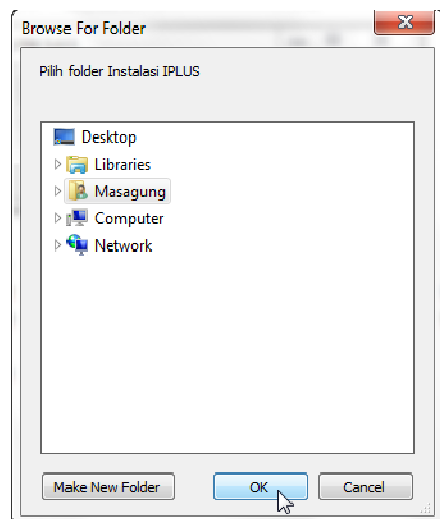 Browse For Folder
Pilih folder Instalasi IPLUS
Desktop
Libraries
Masagung
Computer
Network
Make New Folder
OK
Cancel